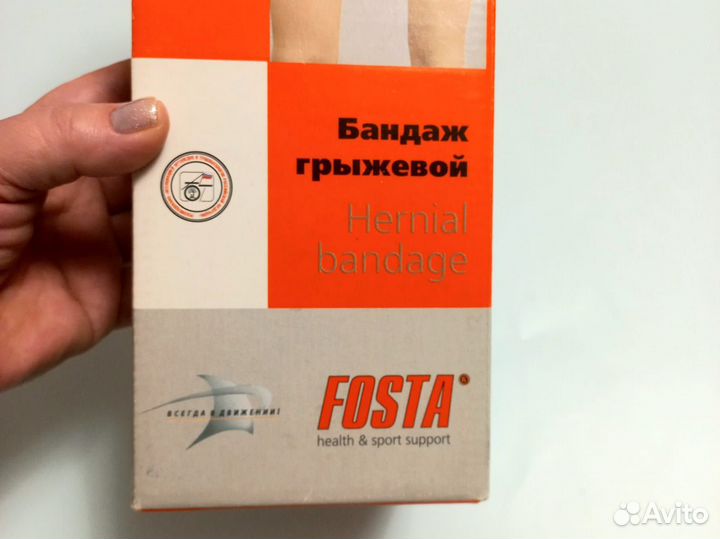 Бандаж
грыжевой
Hernial
bandage
ВСЕГДА В ДВИЖЕНИИ!
FOSTA®
health & sport support
Avito